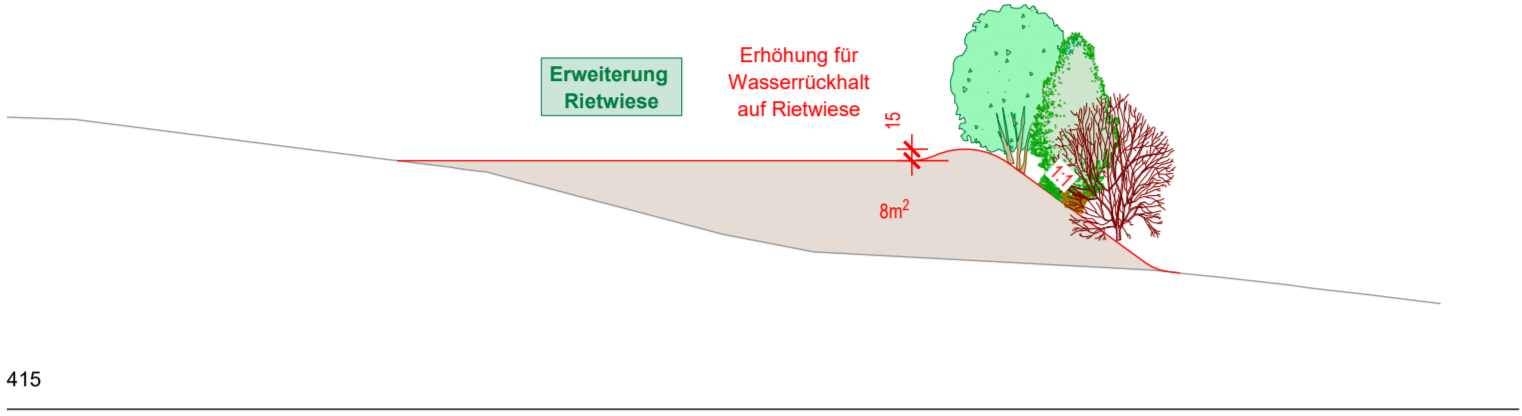 Erweiterung
Rietwiese
Erhöhung für
Wasserrückhalt
auf Rietwiese
15
1:1
8m²
415